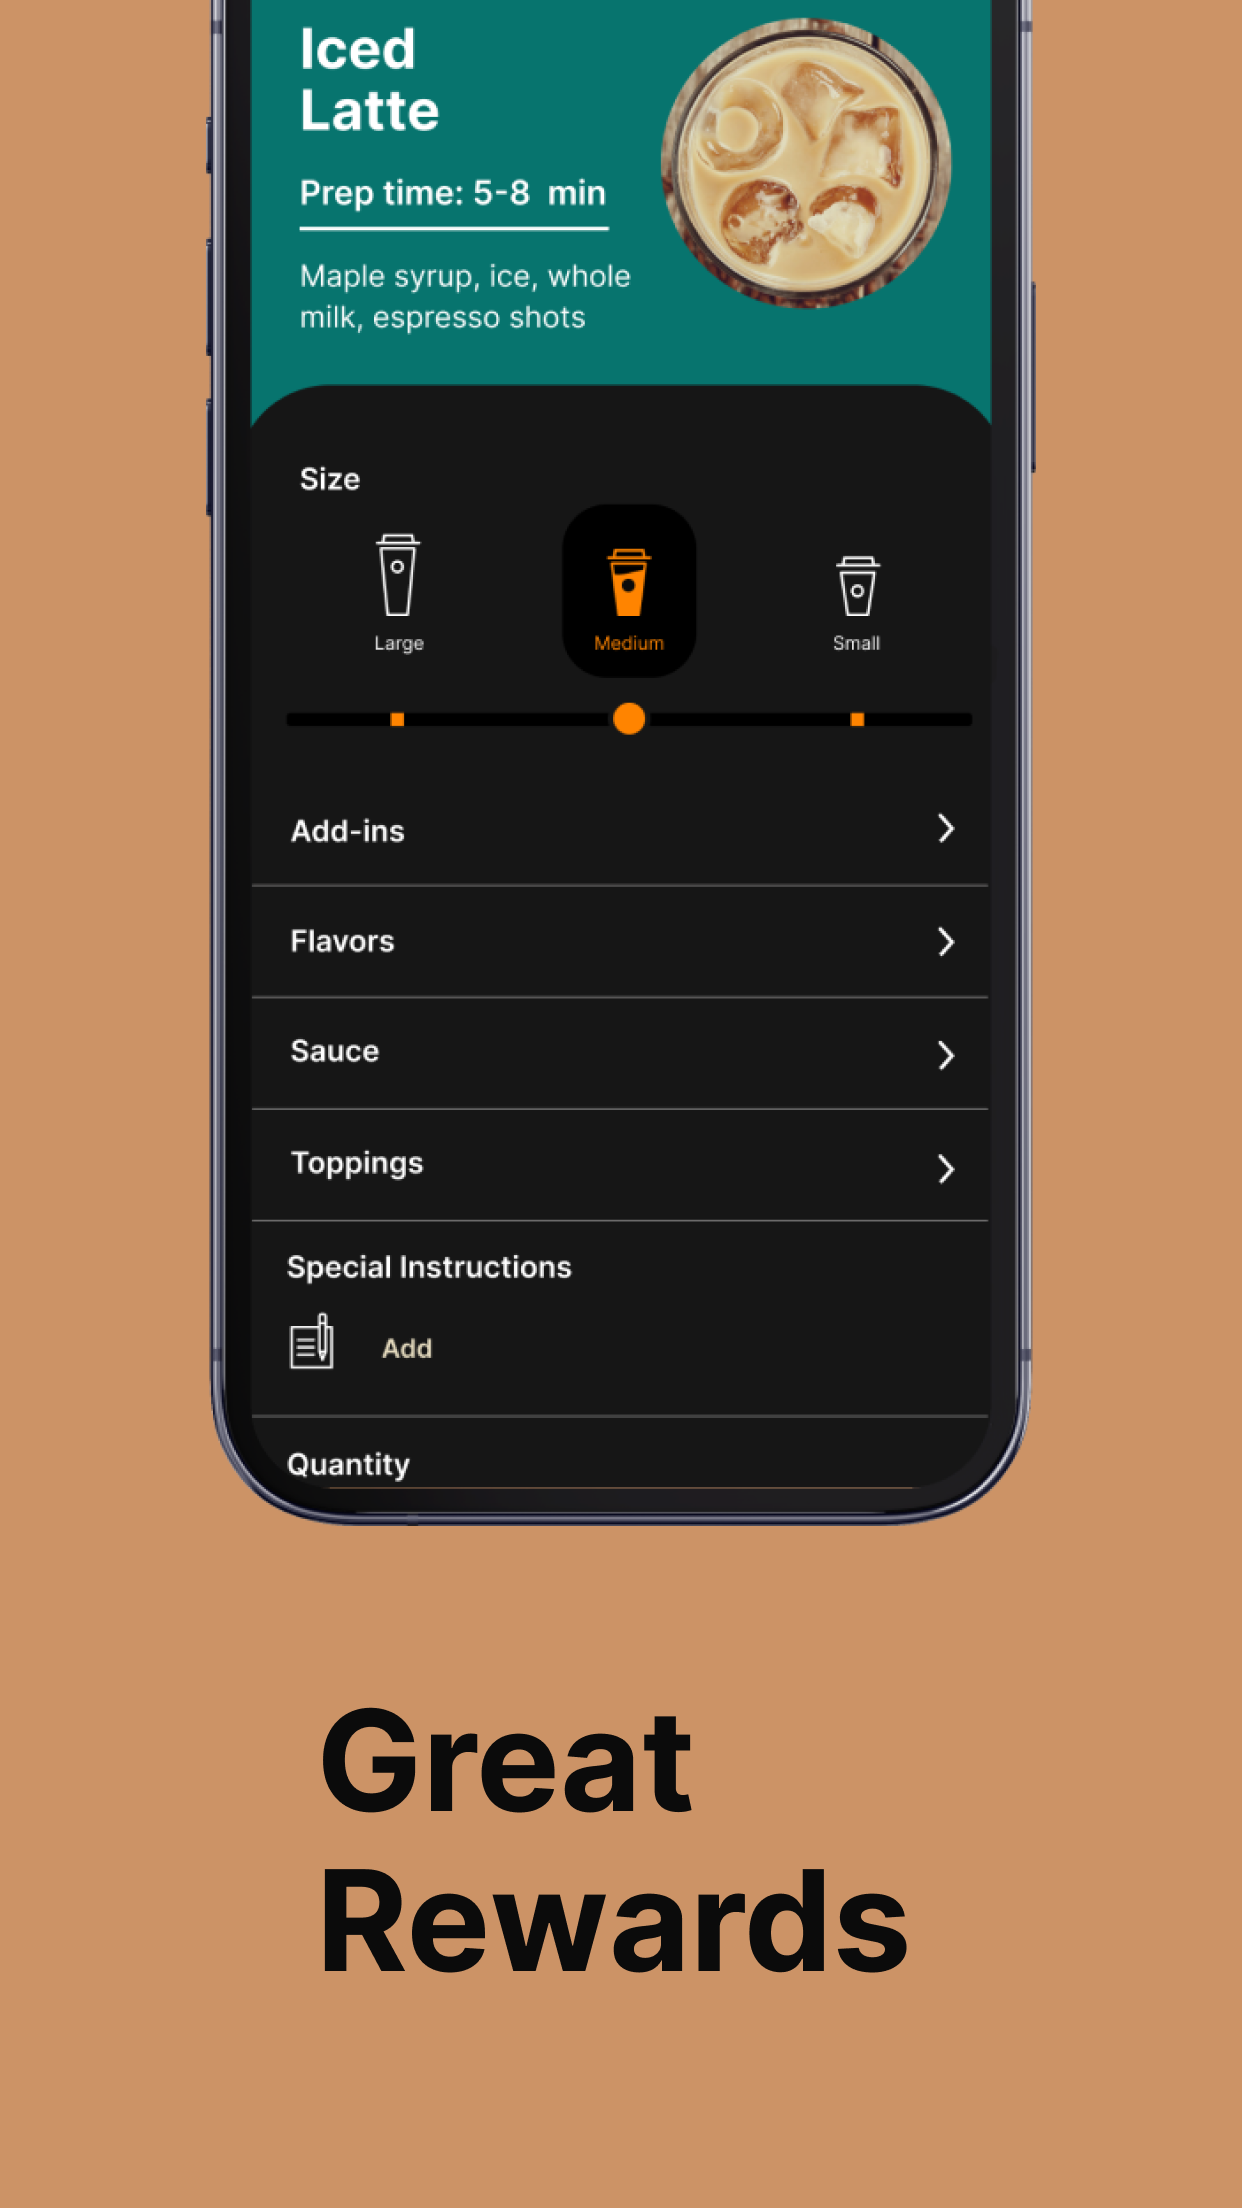 Iced
Latte
Prep time: 5-8 min
Maple syrup, ice, whole
milk, espresso shots
Size
Large
Medium
Small
Add-ins
Flavors
Sauce
Toppings
Special Instructions
Add
Quantity
Great
Rewards